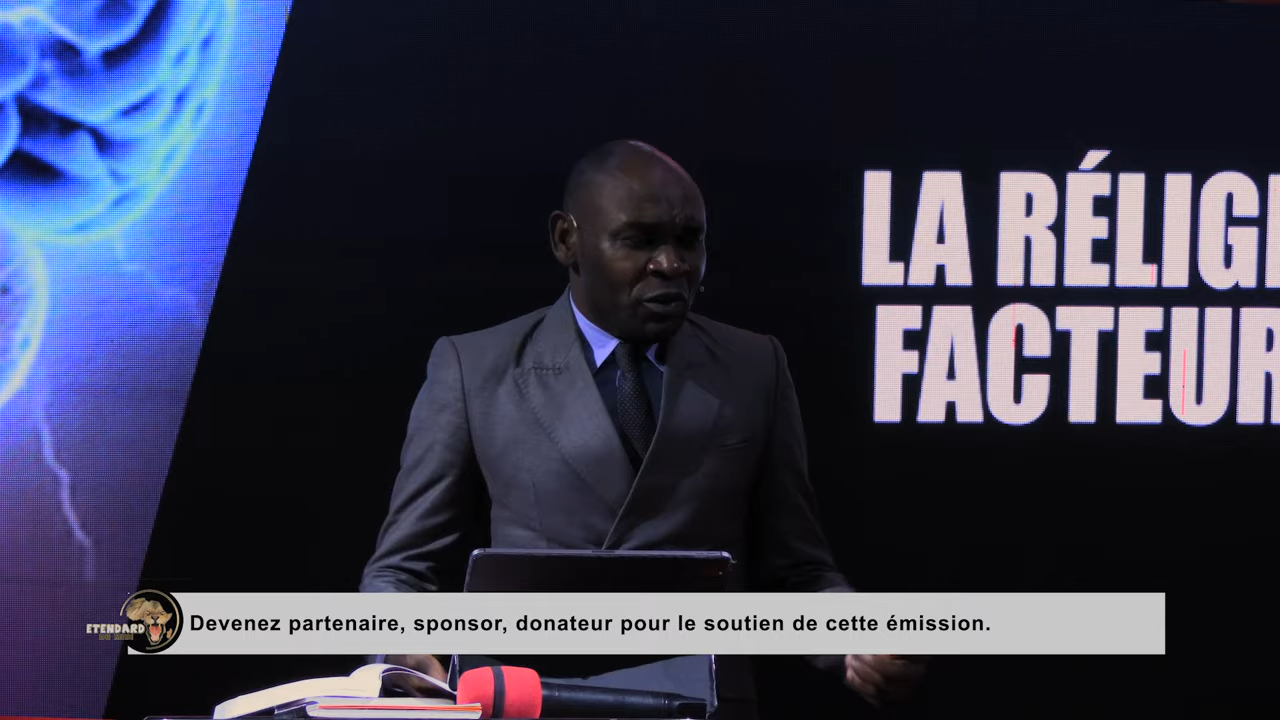 LA RÉLIGI
FACTEUR
ETENDARD
Devenez partenaire, sponsor, donateur pour le soutien de cette émission.